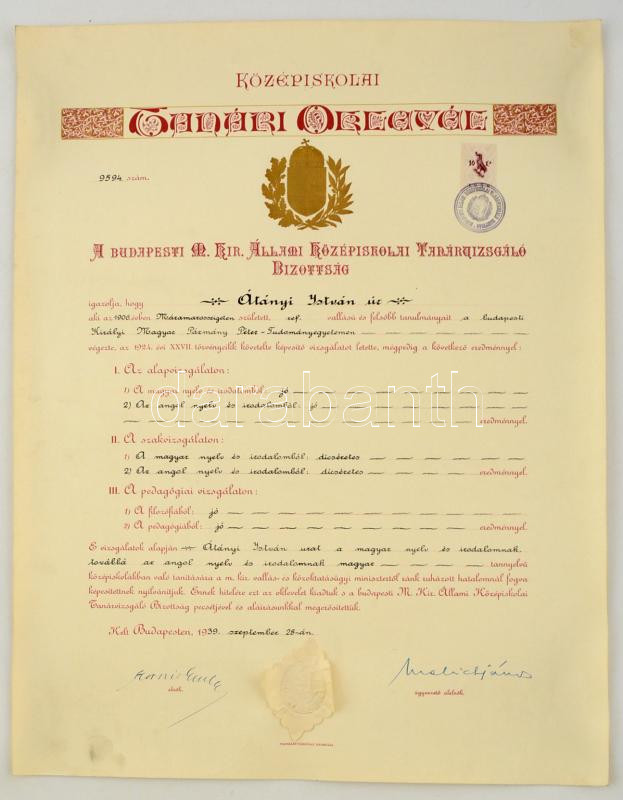 KÖZÉPISKOLAI
TANÁRI OKLEVÉL
9594 szám.
10
A BUDAPESTI M. KIR. ÁLLAMI KÖZÉPISKOLAI TANÁRVIZSGÁLÓ
BIZOTTSÁG
igazolja, hogy Átányi István úr
aki az 1906. évben Máramarosszigeten született, ref. vallású és felsőbb tanulmányait a budapesti
Királyi Magyar Pázmány Péter-Tudományegyetemen
végezte, az 1924. évi XXVII. törvénycikk követelte képesítő vizsgálatot letette, mégpedig a következő eredménnyel:
I. Az alapvizsgálaton:
1) A magyar nyelv és irodalomból: jó
2) Az angol nyelv és irodalomból: jó
eredménnyel.
II. A szakvizsgálaton:
1) A magyar nyelv és irodalomból: dicséretes
2) Az angol nyelv és irodalomból: dicséretes eredménnyel.
III. A pedagógiai vizsgálaton:
1) A filozófiából: jó
2) A pedagógiából: jó eredménnyel.
E vizsgálatok alapján Átányi István urat a magyar nyelv és irodalomnak,
továbbá az angol nyelv és irodalomnak magyar tannyelvű
középiskolákban való tanítására a m. kir. vallás- és közoktatásügyi minisztertől ránk ruházott hatalomnál fogva
képesítettnek nyilvánítjuk. Ennek hitelére ezt az oklevelet kiadtuk s a budapesti M. Kir. Állami Középiskolai
Tanárvizsgáló Bizottság pecsétjével és aláírásunkkal megerősítettük.
Kelt Budapesten, 1939. szeptember 28-án.
elnök.
ügyvezető alelnök.
darabanth